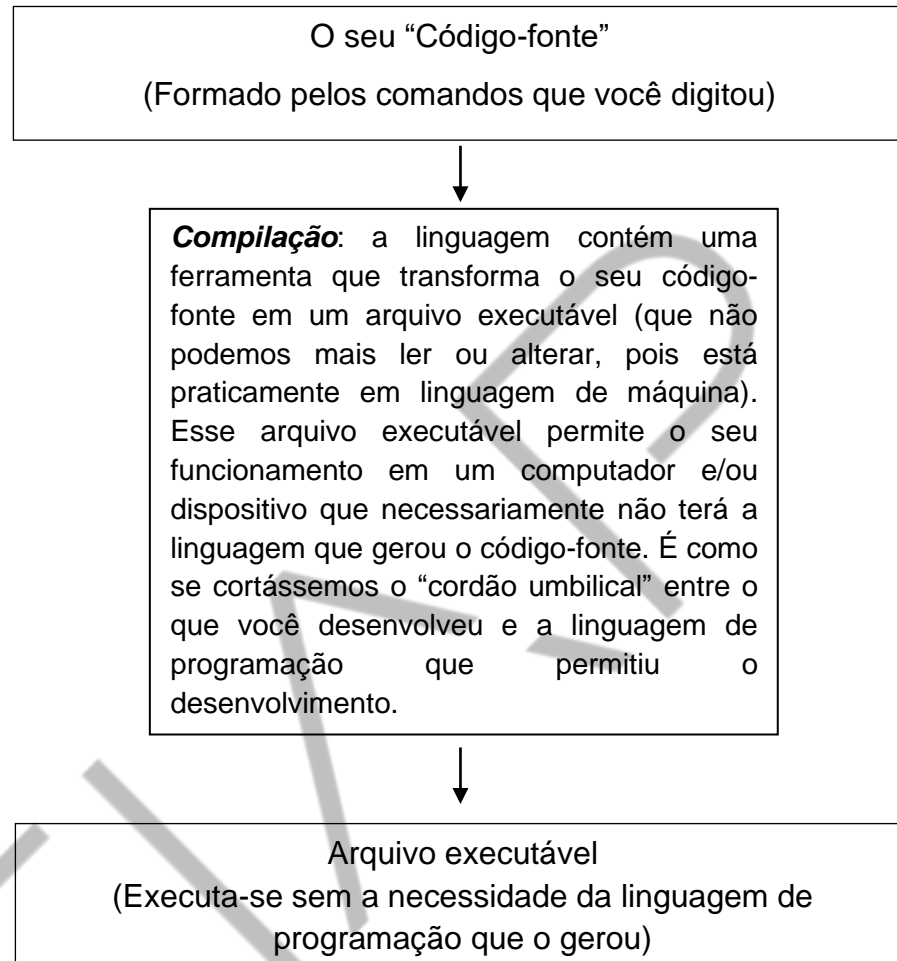 O seu “Código-fonte”
(Formado pelos comandos que você digitou)
Compilação: a linguagem contém uma
ferramenta que transforma o seu código-
fonte em um arquivo executável (que não
podemos mais ler ou alterar, pois está
praticamente em linguagem de máquina).
Esse arquivo executável permite o seu
funcionamento em um computador e/ou
dispositivo que necessariamente não terá a
linguagem que gerou o código-fonte. É como
se cortássemos o “cordão umbilical” entre o
que você desenvolveu e a linguagem de
programação que permitiu o
desenvolvimento.
Arquivo executável
(Executa-se sem a necessidade da linguagem de
programação que o gerou)